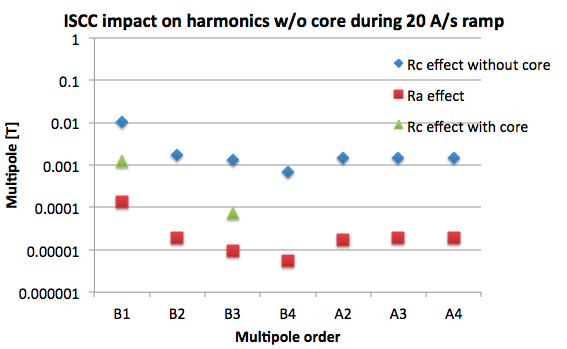 ISCC impact on harmonics w/o core during 20 A/s ramp
1
0.1
0.01
0.001
0.0001
0.00001
0.000001
Multipole [T]
Rc effect without core
Ra effect
Rc effect with core
B1 B2 B3 B4 A2 A3 A4
Multipole order